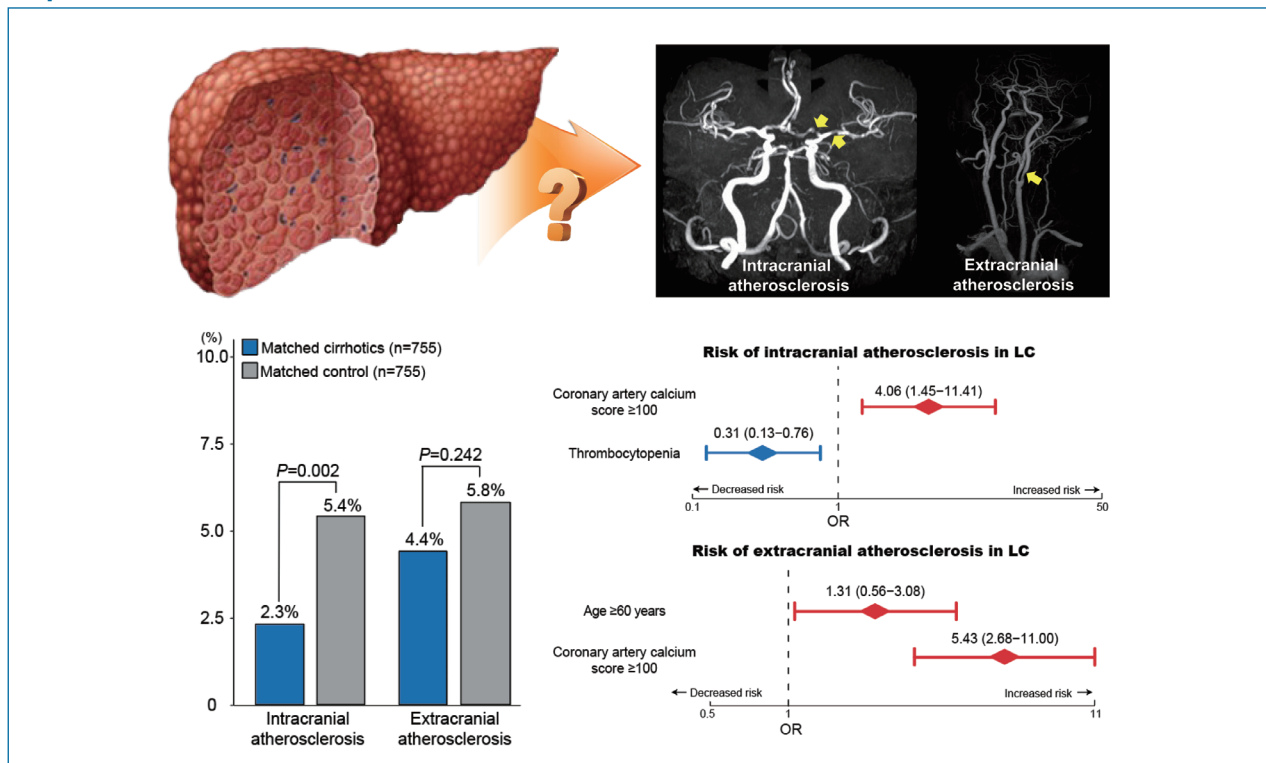 ?
Intracranial
atherosclerosis
Extracranial
atherosclerosis
(%)
Matched cirrhotics (n=755)
Matched control (n=755)
10.0
7.5
5.0
2.5
0
P=0.002
P=0.242
2.3%
5.4%
4.4%
5.8%
Intracranial
atherosclerosis
Extracranial
atherosclerosis
Risk of intracranial atherosclerosis in LC
Coronary artery calcium
score ≥100
4.06 (1.45−11.41)
Thrombocytopenia
0.31 (0.13−0.76)
← Decreased risk
Increased risk →
0.1
1
50
OR
Risk of extracranial atherosclerosis in LC
Age ≥60 years
1.31 (0.56−3.08)
Coronary artery calcium
score ≥100
5.43 (2.68−11.00)
← Decreased risk
Increased risk →
0.5
1
11
OR